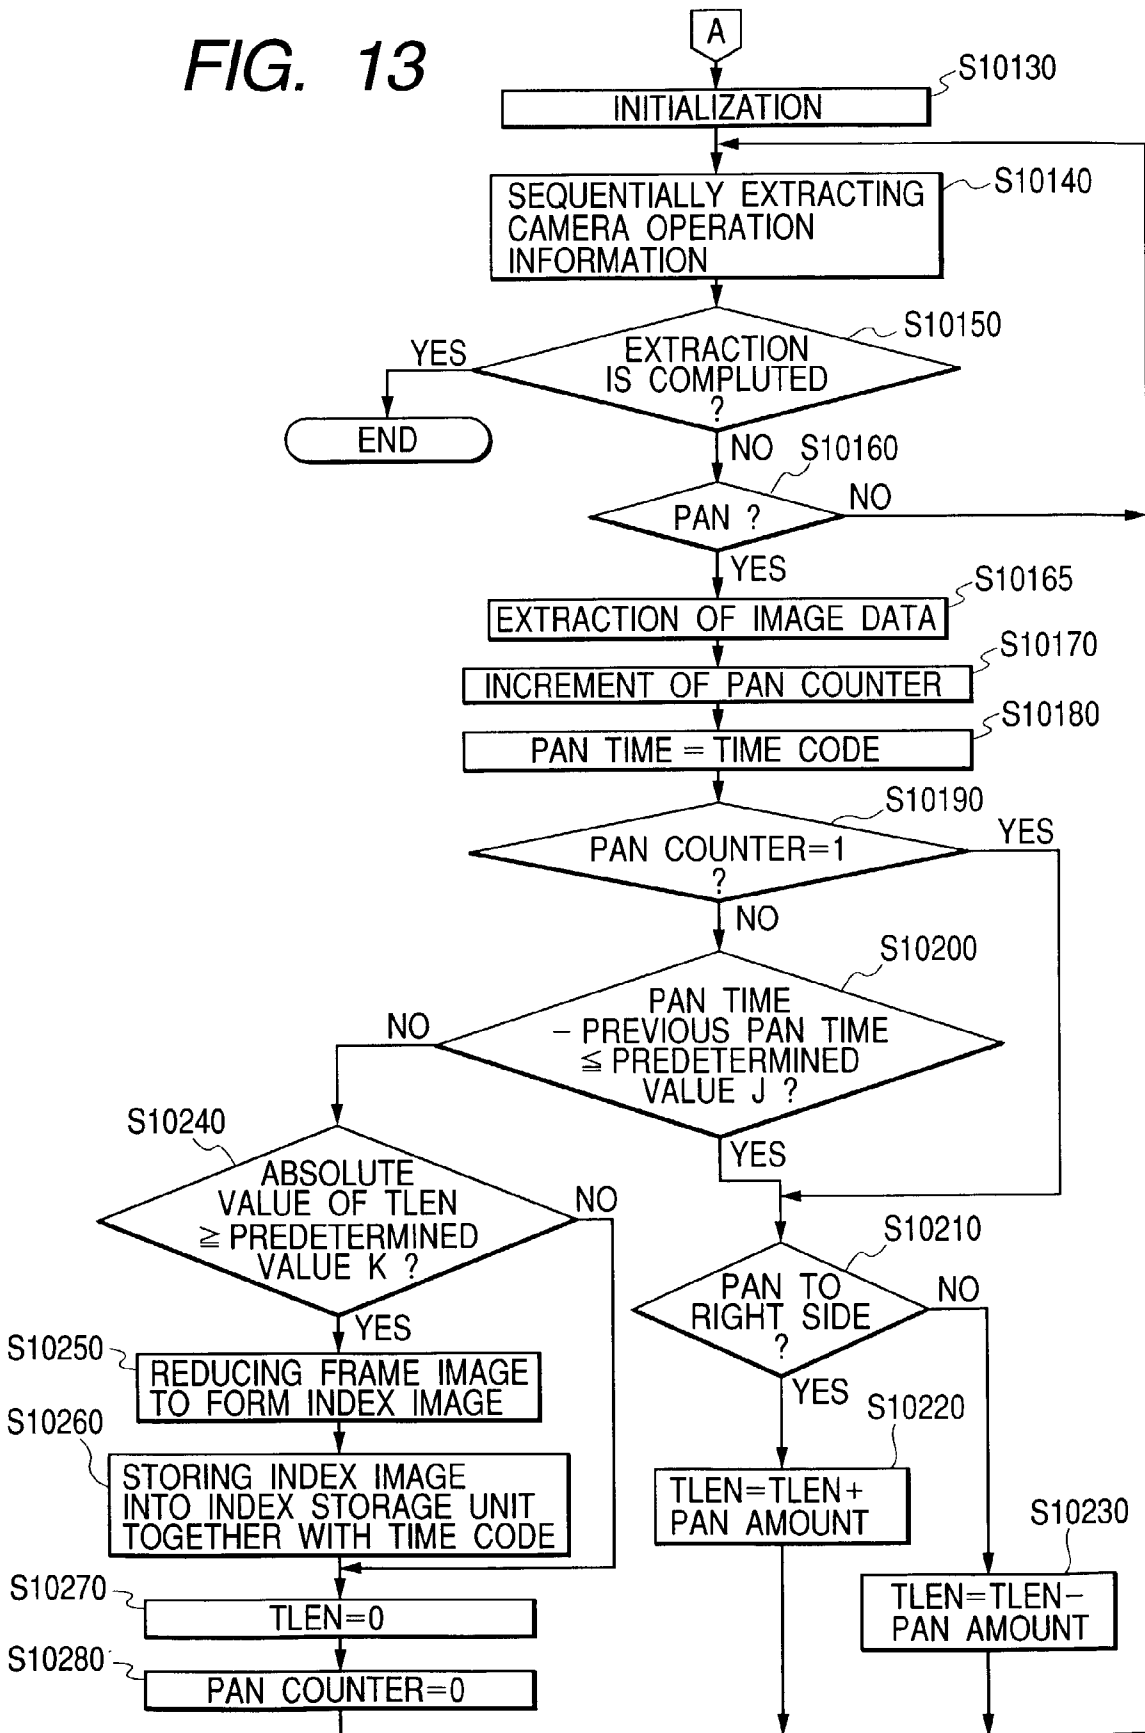 FIG. 13
A
S10130
INITIALIZATION
S10140
SEQUENTIALLY EXTRACTING
CAMERA OPERATION
INFORMATION
S10150
EXTRACTION
IS COMPLUTED
?
YES
END
NO
S10160
PAN ?
NO
YES
S10165
EXTRACTION OF IMAGE DATA
S10170
INCREMENT OF PAN COUNTER
S10180
PAN TIME = TIME CODE
S10190
PAN COUNTER=1
?
YES
NO
S10200
PAN TIME
− PREVIOUS PAN TIME
≦ PREDETERMINED
VALUE J ?
NO
YES
S10240
ABSOLUTE
VALUE OF TLEN
≧ PREDETERMINED
VALUE K ?
NO
YES
S10210
PAN TO
RIGHT SIDE
?
NO
YES
S10250
REDUCING FRAME IMAGE
TO FORM INDEX IMAGE
S10260
STORING INDEX IMAGE
INTO INDEX STORAGE UNIT
TOGETHER WITH TIME CODE
S10220
TLEN=TLEN+
PAN AMOUNT
S10230
TLEN=TLEN−
PAN AMOUNT
S10270
TLEN=0
S10280
PAN COUNTER=0